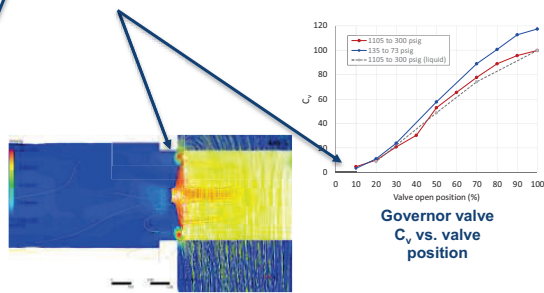 120
100
80
60
40
20
0
Cv
1105 to 300 psig
135 to 73 psig
1105 to 300 psig (liquid)
0 10 20 30 40 50 60 70 80 90 100
Valve open position (%)
Governor valve
Cv vs. valve
position